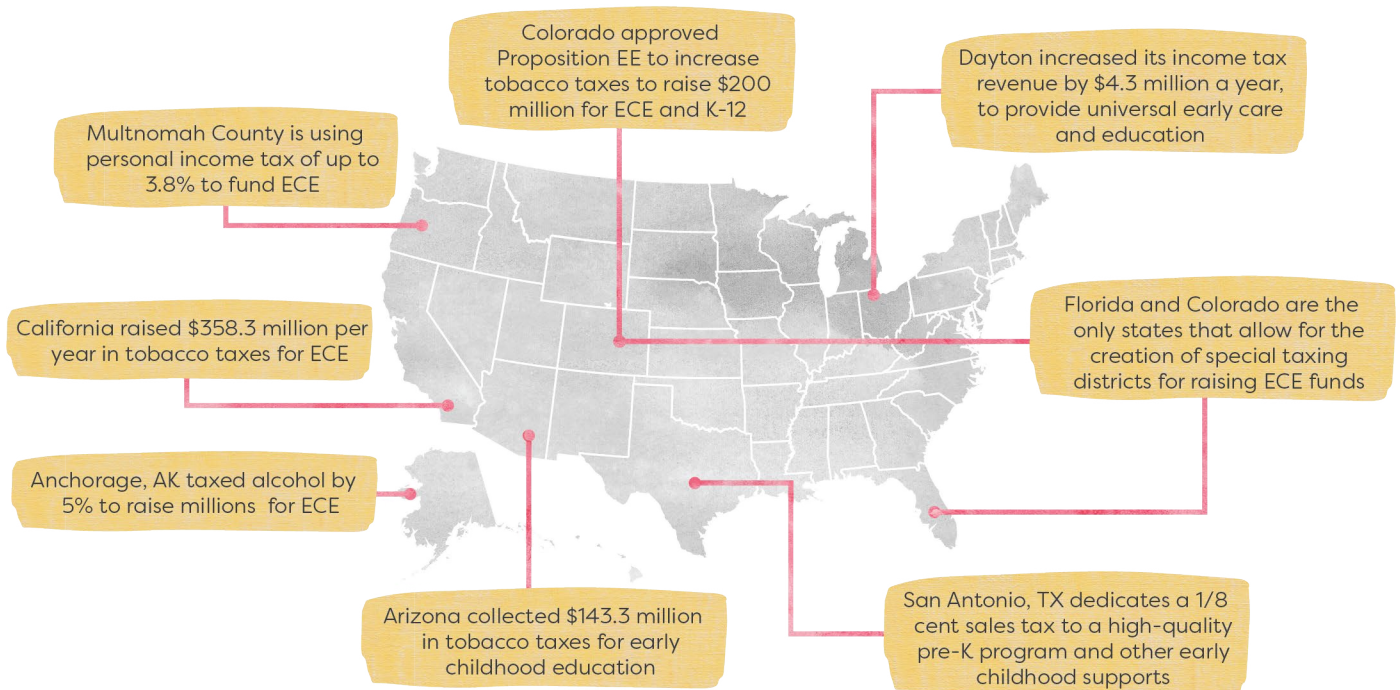 Colorado approved
Proposition EE to increase
tobacco taxes to raise $200
million for ECE and K-12
Dayton increased its income tax
revenue by $4.3 million a year,
to provide universal early care
and education
Multnomah County is using
personal income tax of up to
3.8% to fund ECE
Florida and Colorado are the
only states that allow for the
creation of special taxing
districts for raising ECE funds
California raised $358.3 million per
year in tobacco taxes for ECE
Anchorage, AK taxed alcohol by
5% to raise millions for ECE
Arizona collected $143.3 million
in tobacco taxes for early
childhood education
San Antonio, TX dedicates a 1/8
cent sales tax to a high-quality
pre-K program and other early
childhood supports